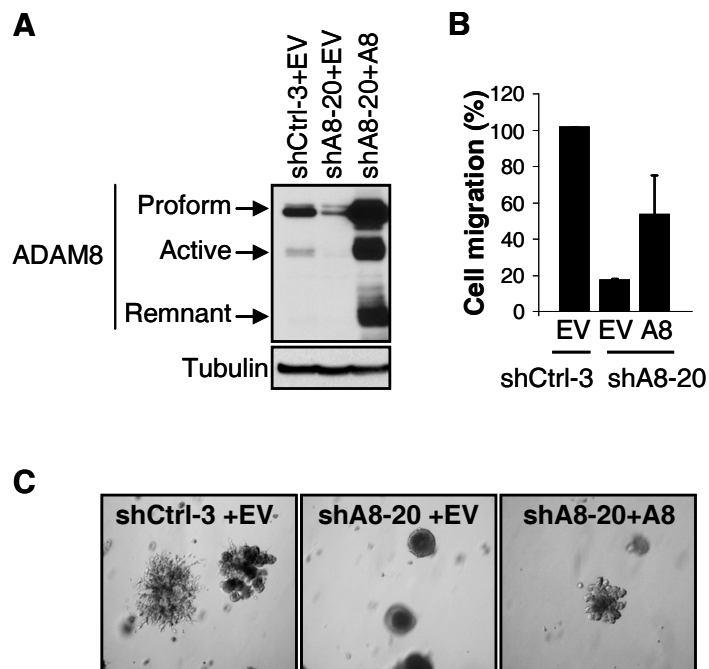 A
shCtrl-3+EV
shA8-20+EV
shA8-20+A8
ADAM8
Proform
Active
Remnant
Tubulin
B
Cell migration (%)
120
100
80
60
40
20
0
EV EV A8
shCtrl-3 shA8-20
C
shCtrl-3 +EV shA8-20 +EV shA8-20+A8